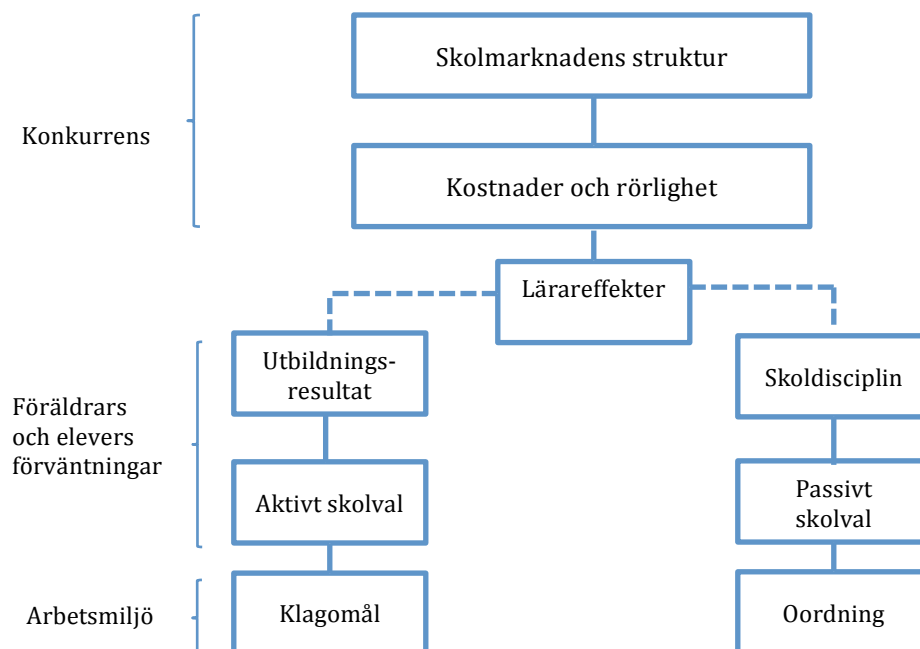 Skolmarknadens struktur
Konkurrens
Kostnader och rörlighet
Lärareffekter
Utbildnings-
resultat
Skoldisciplin
Föräldrars
och elevers
förväntningar
Aktivt skolval
Passivt
skolval
Arbetsmiljö
Klagomål
Oordning